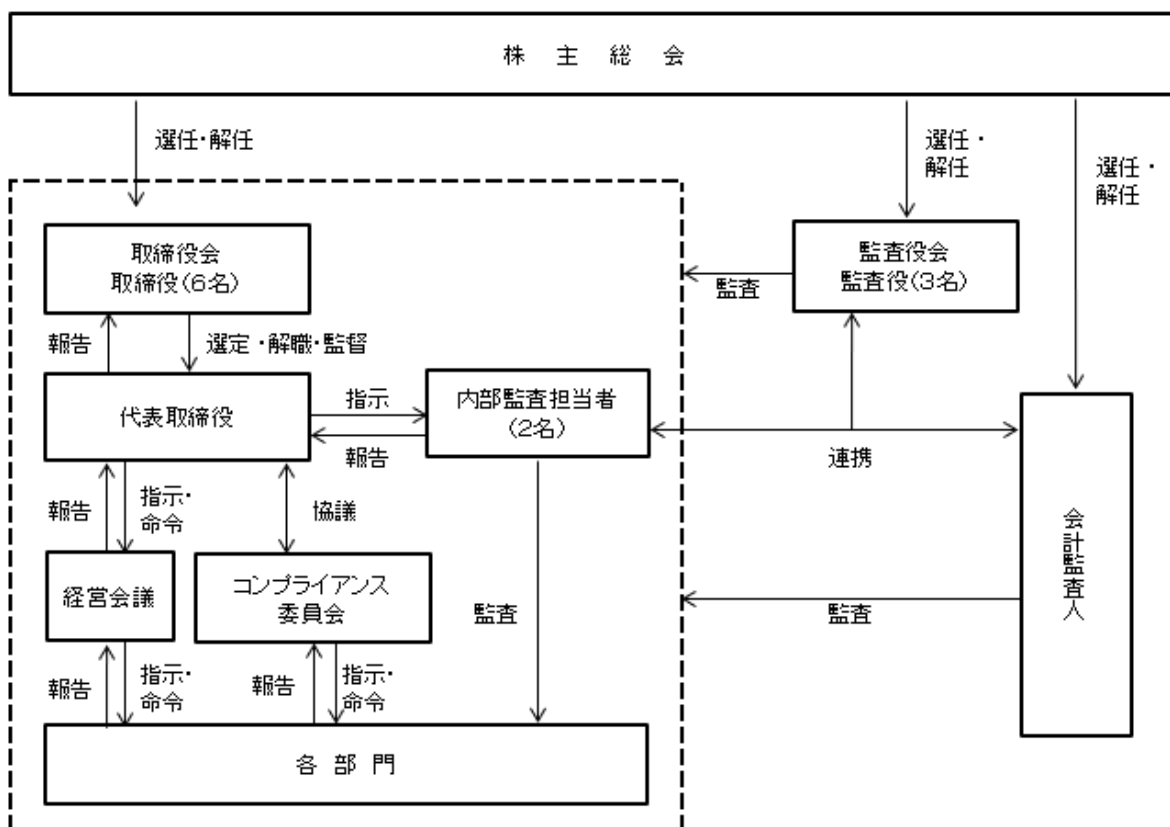 株 主 総 会
選任・解任
選任・
解任
選任・
解任
取締役会
取締役(6名)
監査役会
監査役(3名)
監査
報告
選定・解職・監督
代表取締役
指示
報告
内部監査担当者
(2名)
連携
報告
指示・
命令
協議
経営会議
コンプライアンス
委員会
監査
監査
会計監査人
報告
指示・
命令
報告
指示・
命令
各 部 門